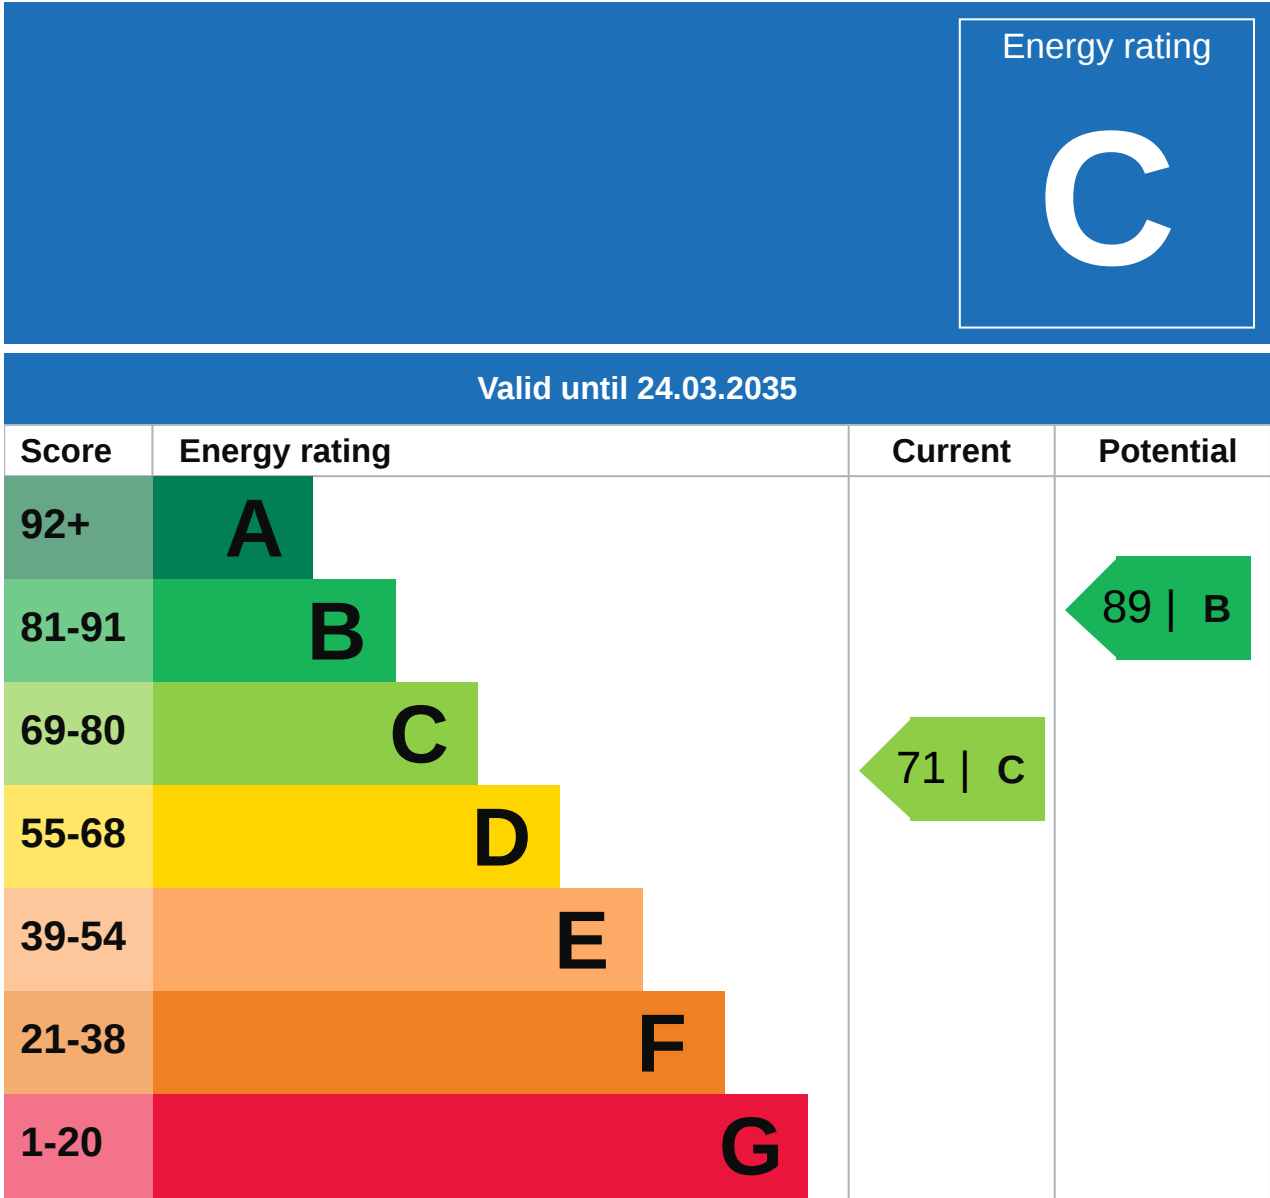 Energy rating
C
Valid until 24.03.2035
Score Energy rating Current Potential
92+ A
81-91 B 89 | B
69-80 C 71 | C
55-68 D
39-54 E
21-38 F
1-20 G